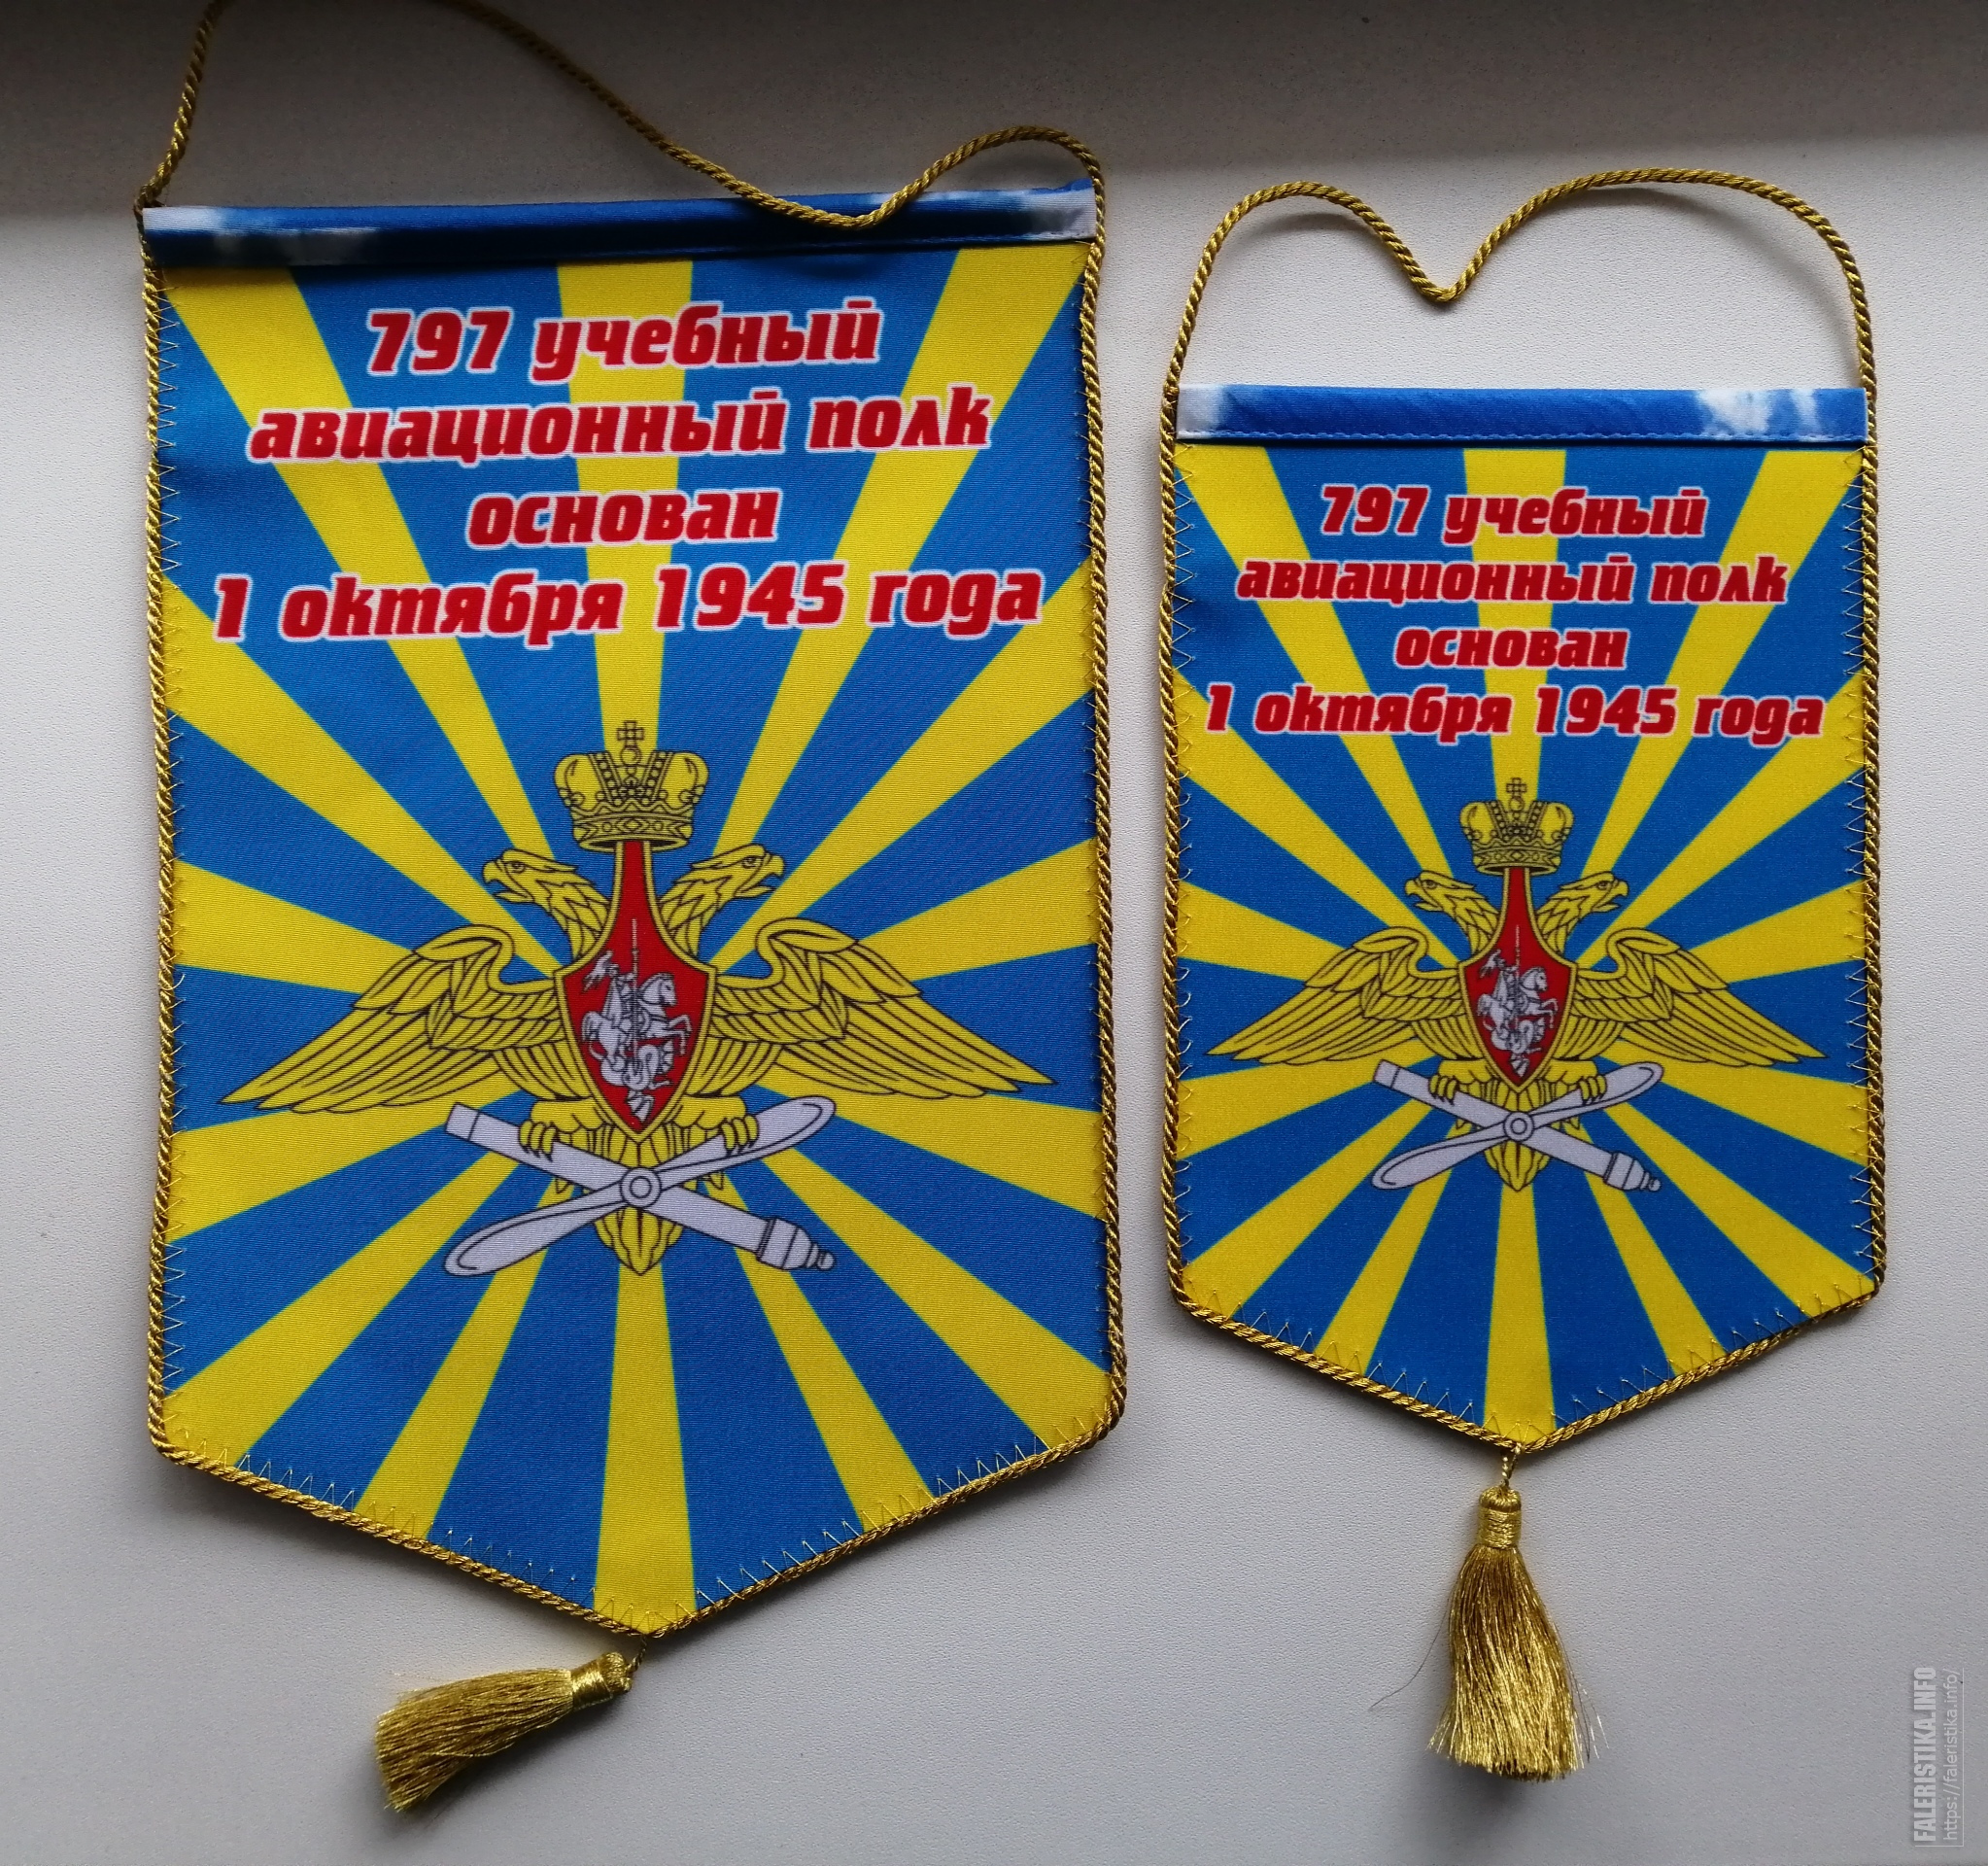 797 учебный
авиационный полк
основан
1 октября 1945 года
797 учебный
авиационный полк
основан
1 октября 1945 года
FALERISTIKA.INFO
https://faleristika.info/